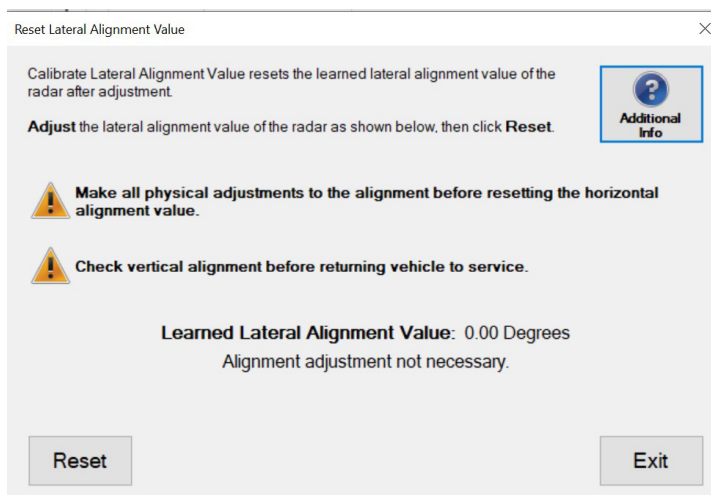 Reset Lateral Alignment Value
Calibrate Lateral Alignment Value resets the learned lateral alignment value of the
radar after adjustment.
Adjust the lateral alignment value of the radar as shown below, then click Reset.
Additional
Info
Make all physical adjustments to the alignment before resetting the horizontal
alignment value.
Check vertical alignment before returning vehicle to service.
Learned Lateral Alignment Value: 0.00 Degrees
Alignment adjustment not necessary.
Reset
Exit